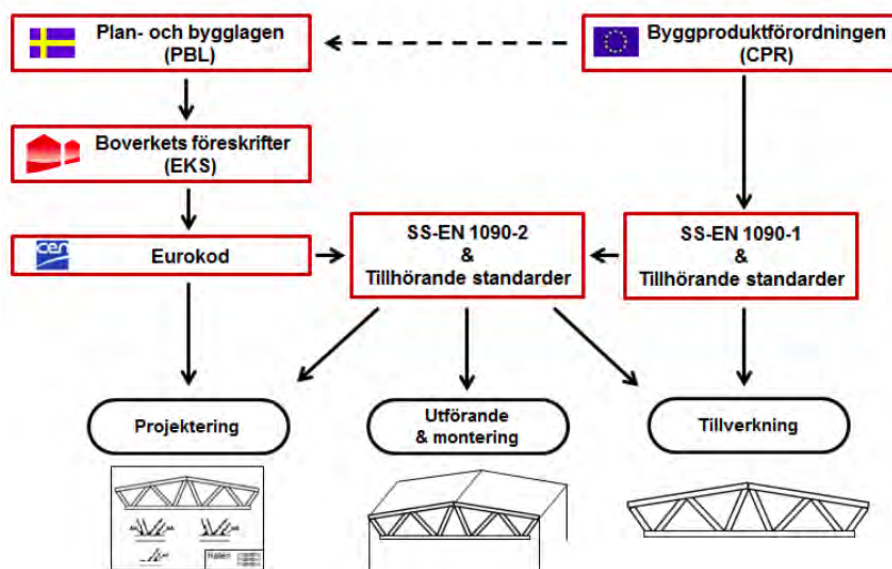 Plan- och bygglagen
(PBL)
Byggproduktförordningen
(CPR)
Boverkets föreskrifter
(EKS)
cen
Eurokod
SS-EN 1090-2
&
Tillhörande standarder
SS-EN 1090-1
&
Tillhörande standarder
Projektering
Utförande
& montering
Tillverkning